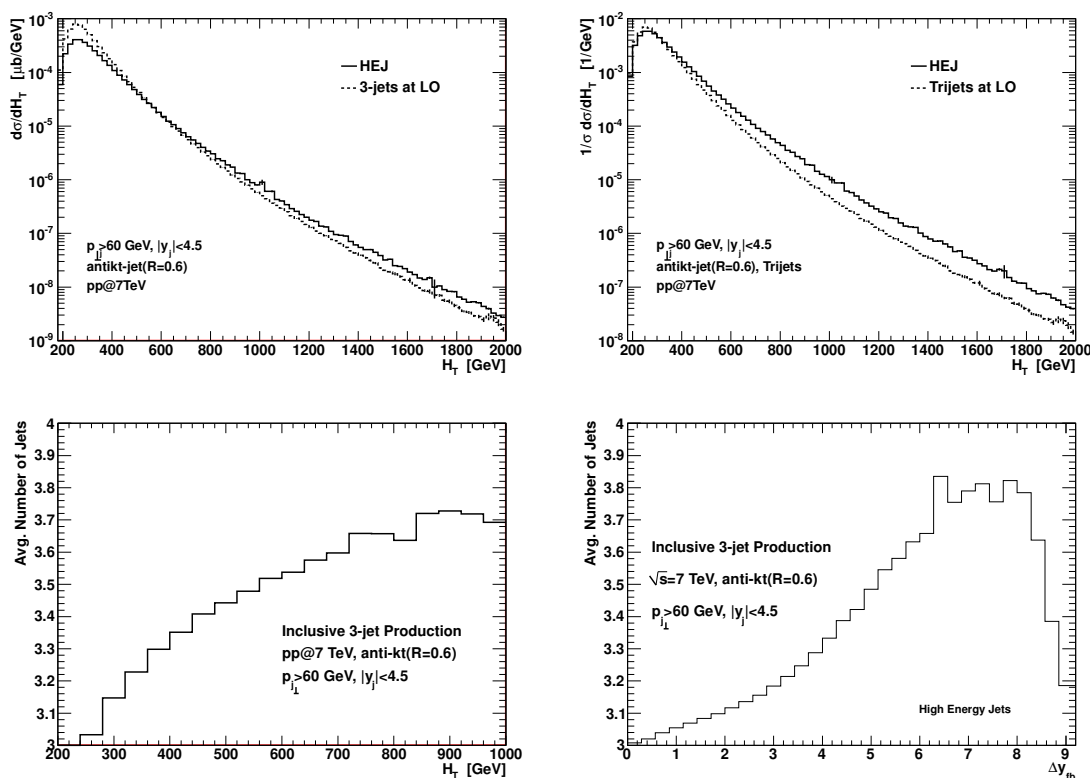 dσ/dH_T [μb/GeV]
10⁻³
10⁻⁴
10⁻⁵
10⁻⁶
10⁻⁷
10⁻⁸
10⁻⁹
HEJ
3-jets at LO
p_j⊥>60 GeV, |y_j|<4.5
antikt-jet(R=0.6)
pp@7TeV
200 400 600 800 1000 1200 1400 1600 1800 2000
H_T [GeV]
1/σ dσ/dH_T [1/GeV]
10⁻²
10⁻³
10⁻⁴
10⁻⁵
10⁻⁶
10⁻⁷
10⁻⁸
HEJ
Trijets at LO
p_j⊥>60 GeV, |y_j|<4.5
antikt-jet(R=0.6), Trijets
pp@7TeV
200 400 600 800 1000 1200 1400 1600 1800 2000
H_T [GeV]
Avg. Number of Jets
4
3.9
3.8
3.7
3.6
3.5
3.4
3.3
3.2
3.1
3
Inclusive 3-jet Production
pp@7 TeV, anti-kt(R=0.6)
p_j⊥>60 GeV, |y_j|<4.5
200 300 400 500 600 700 800 900 1000
H_T [GeV]
Avg. Number of Jets
4
3.9
3.8
3.7
3.6
3.5
3.4
3.3
3.2
3.1
3
Inclusive 3-jet Production
√s=7 TeV, anti-kt(R=0.6)
p_j⊥>60 GeV, |y_j|<4.5
High Energy Jets
0 1 2 3 4 5 6 7 8 9
Δy_fb